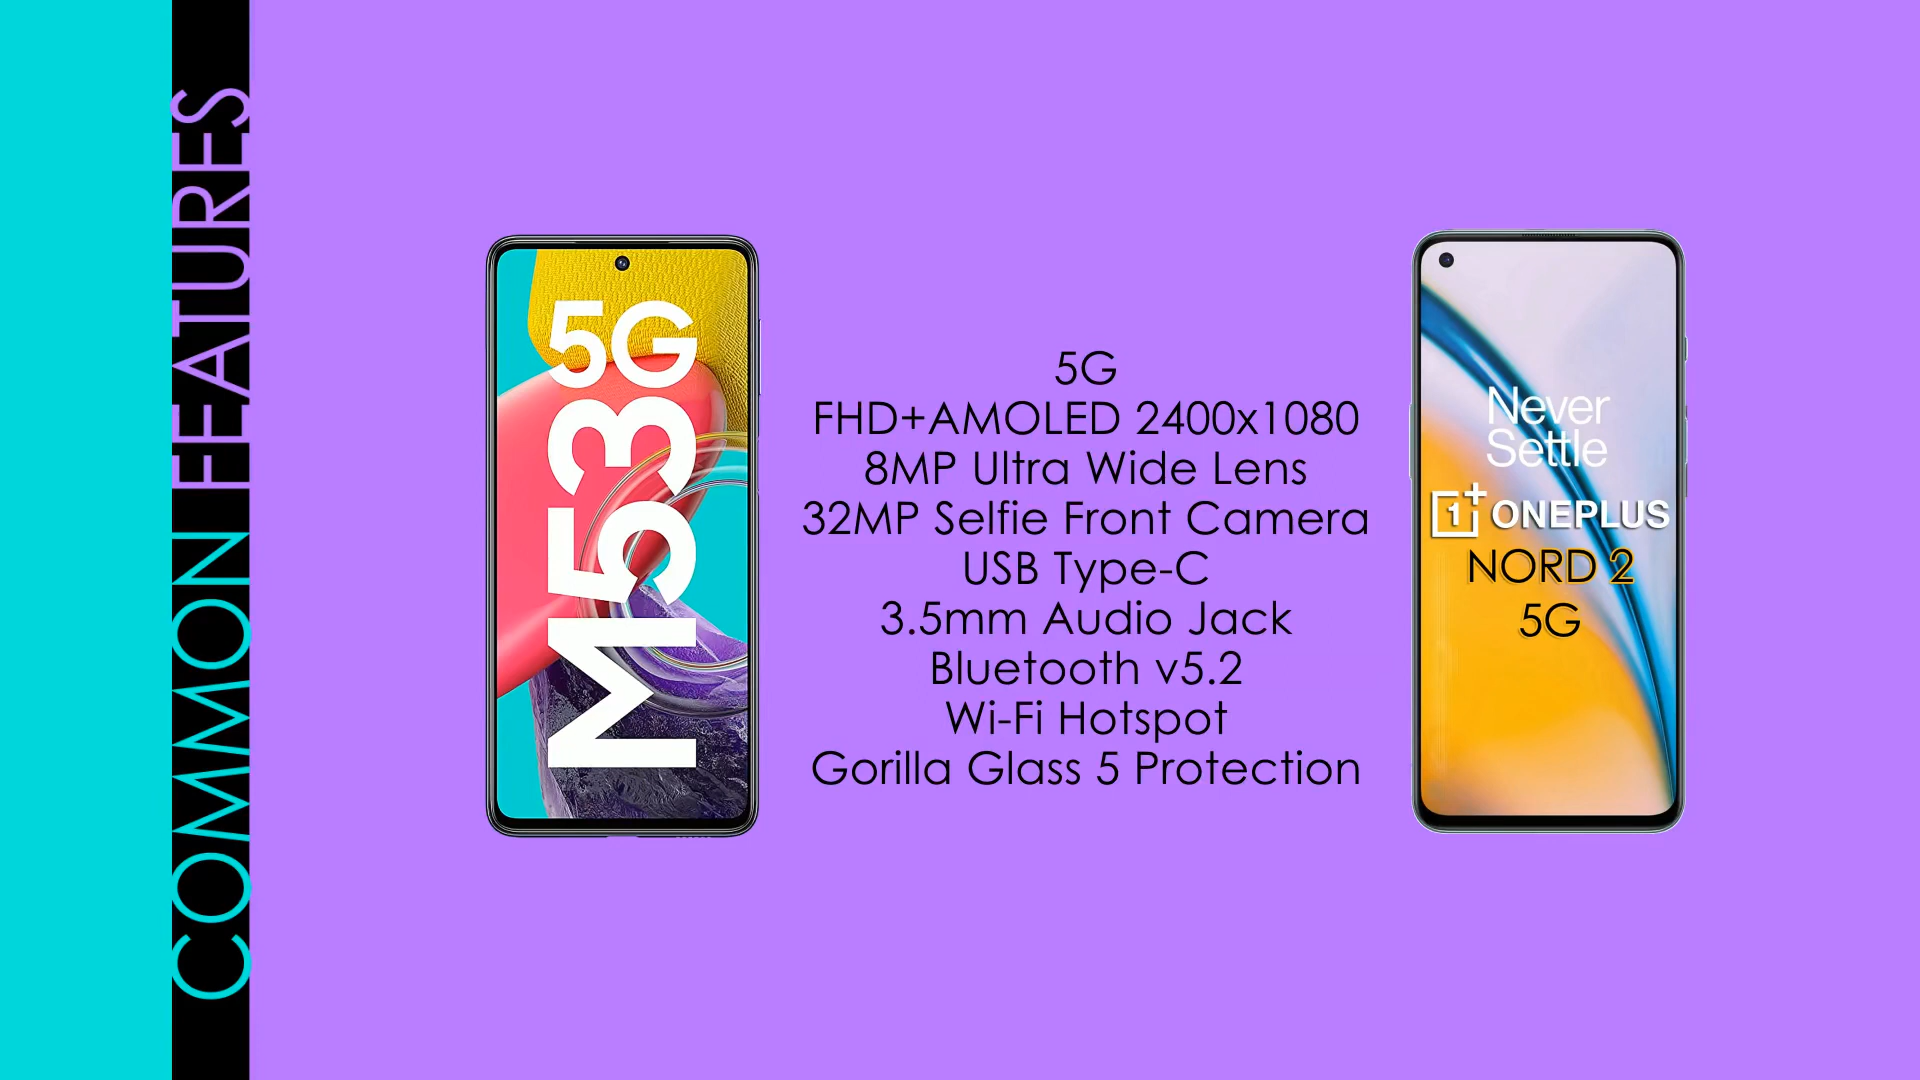 COMMON FEATURES
M53 5G
5G
FHD+AMOLED 2400x1080
8MP Ultra Wide Lens
32MP Selfie Front Camera
USB Type-C
3.5mm Audio Jack
Bluetooth v5.2
Wi-Fi Hotspot
Gorilla Glass 5 Protection
Never
Settle
1+ ONEPLUS
NORD 2
5G